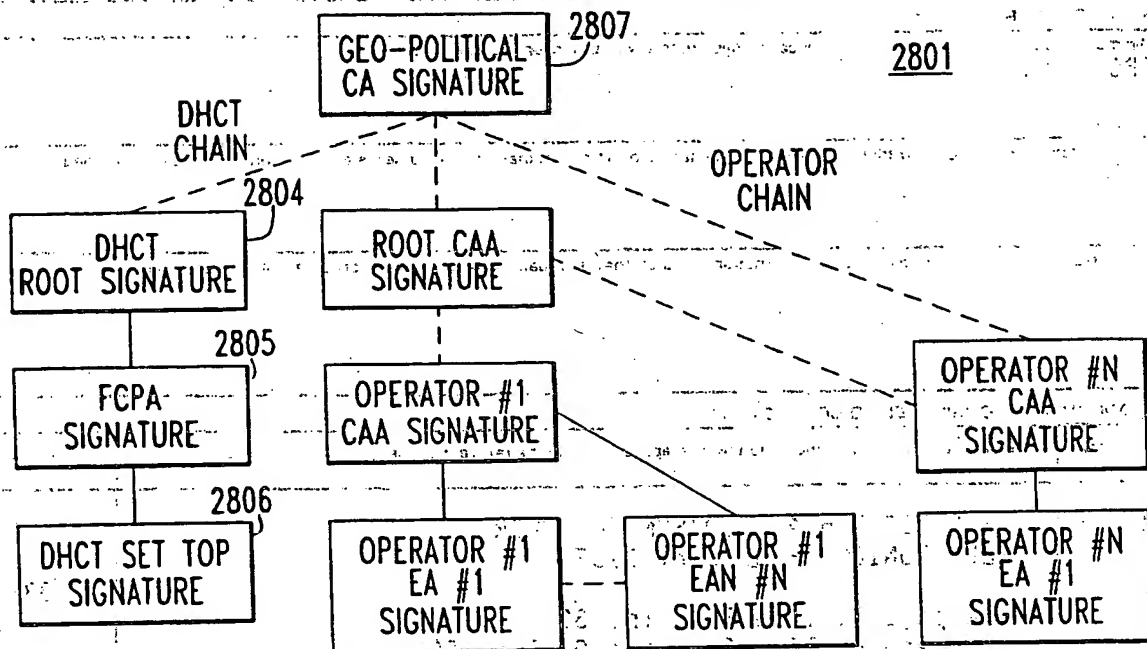 GEO-POLITICAL
CA SIGNATURE
2807
2801
DHCT
CHAIN
OPERATOR
CHAIN
2804
DHCT
ROOT SIGNATURE
ROOT CAA
SIGNATURE
2805
FCPA
SIGNATURE
OPERATOR #1
CAA SIGNATURE
OPERATOR #N
CAA
SIGNATURE
2806
DHCT SET TOP
SIGNATURE
OPERATOR #1
EA #1
SIGNATURE
OPERATOR #1
EAN #N
SIGNATURE
OPERATOR #N
EA #1
SIGNATURE